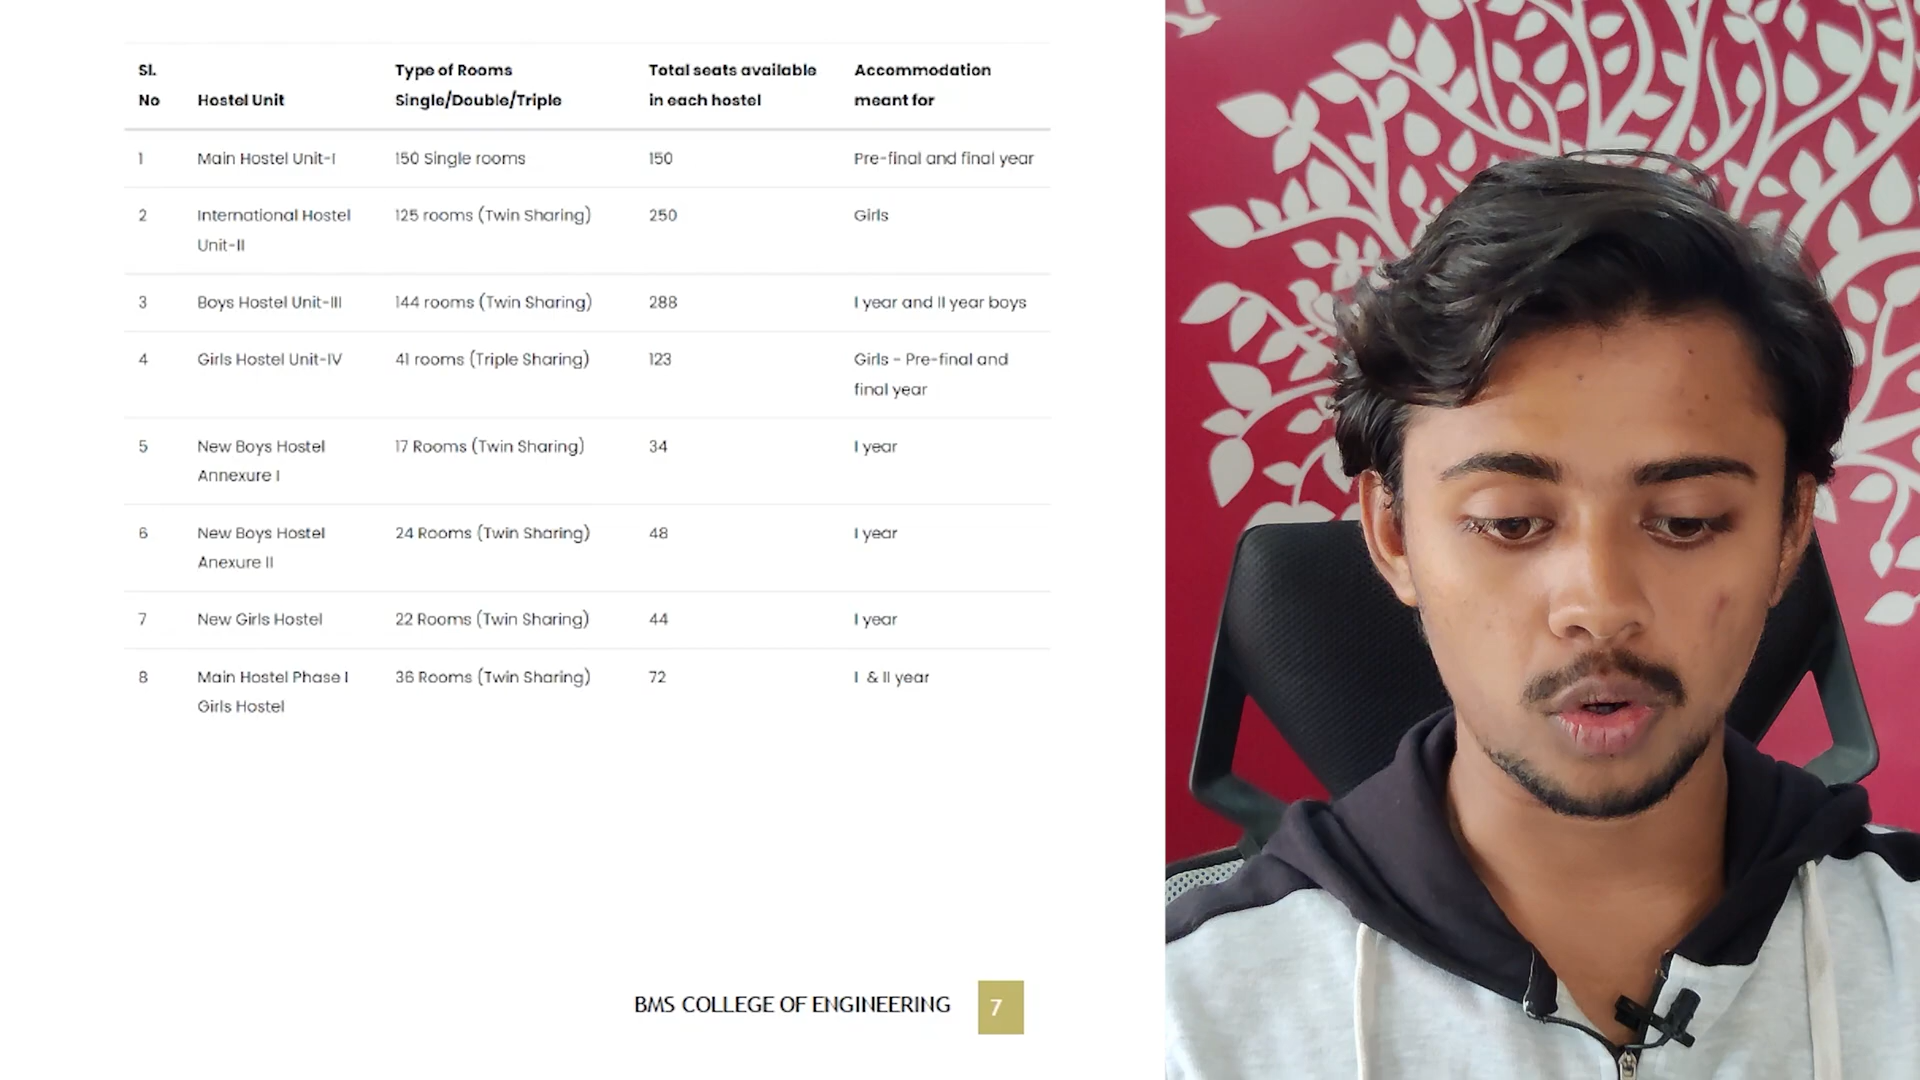 Sl. No Hostel Unit Type of Rooms Single/Double/Triple Total seats available in each hostel Accommodation meant for
1 Main Hostel Unit-I 150 Single rooms 150 Pre-final and final year
2 International Hostel Unit-II 125 rooms (Twin Sharing) 250 Girls
3 Boys Hostel Unit-III 144 rooms (Twin Sharing) 288 I year and II year boys
4 Girls Hostel Unit-IV 41 rooms (Triple Sharing) 123 Girls - Pre-final and final year
5 New Boys Hostel Annexure I 17 Rooms (Twin Sharing) 34 I year
6 New Boys Hostel Anexure II 24 Rooms (Twin Sharing) 48 I year
7 New Girls Hostel 22 Rooms (Twin Sharing) 44 I year
8 Main Hostel Phase I Girls Hostel 36 Rooms (Twin Sharing) 72 I & II year
BMS COLLEGE OF ENGINEERING 7